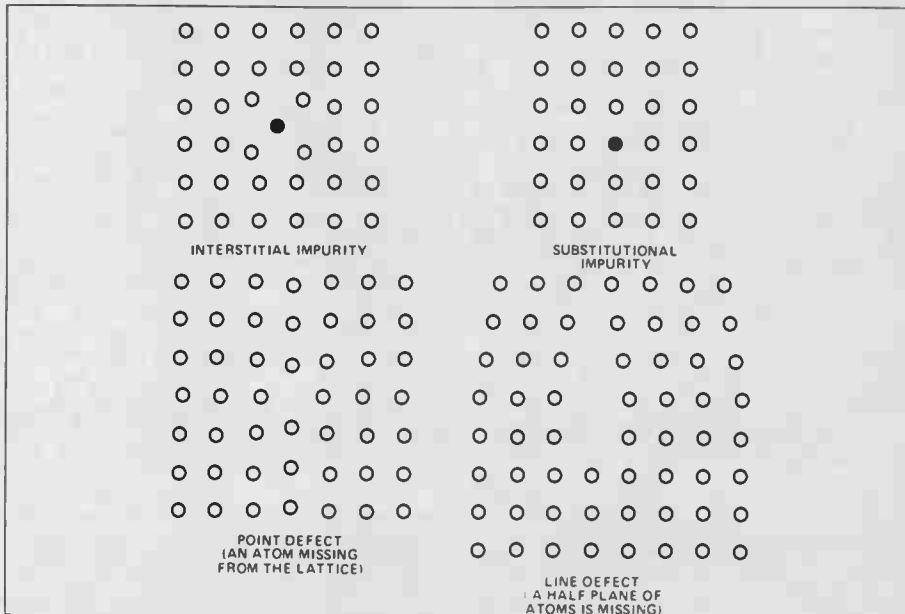 INTERSTITIAL IMPURITY
SUBSTITUTIONAL
IMPURITY
POINT DEFECT
(AN ATOM MISSING
FROM THE LATTICE)
LINE DEFECT
(A HALF PLANE OF
ATOMS IS MISSING)